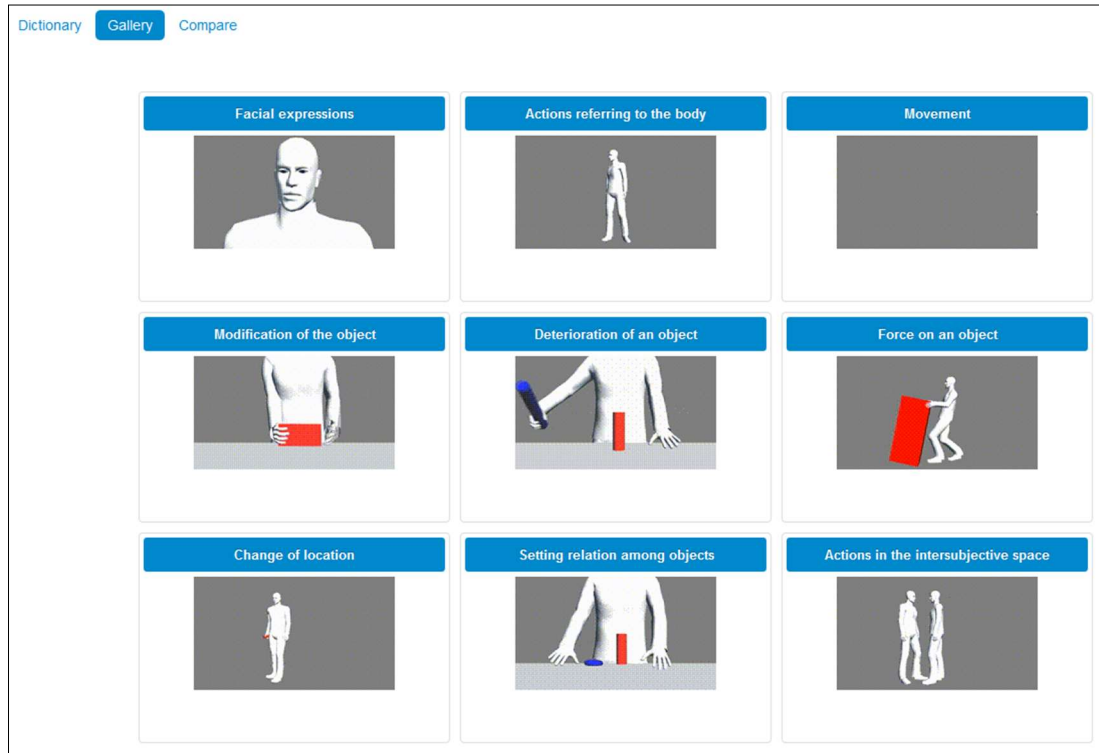 Dictionary Gallery Compare
Facial expressions
Actions referring to the body
Movement
Modification of the object
Deterioration of an object
Force on an object
Change of location
Setting relation among objects
Actions in the intersubjective space